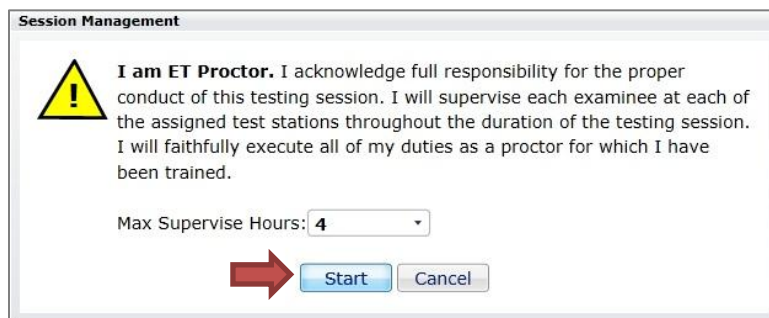 Session Management
I am ET Proctor. I acknowledge full responsibility for the proper
conduct of this testing session. I will supervise each examinee at each of
the assigned test stations throughout the duration of the testing session.
I will faithfully execute all of my duties as a proctor for which I have
been trained.
Max Supervise Hours: 4
Start Cancel